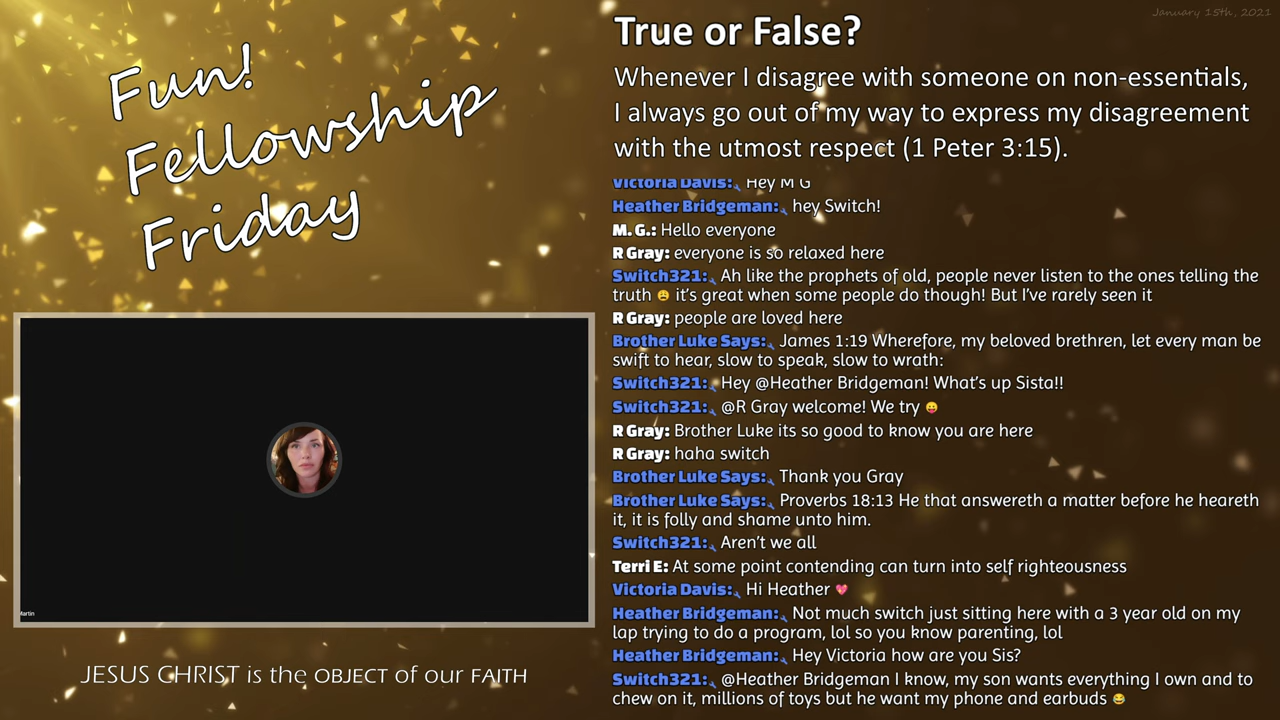 January 15th, 2021
Fun!
Fellowship
Friday
True or False?
Whenever I disagree with someone on non-essentials,
I always go out of my way to express my disagreement
with the utmost respect (1 Peter 3:15).
Victoria Davis: Hey M G
Heather Bridgeman: hey Switch!
M. G.: Hello everyone
R Gray: everyone is so relaxed here
Switch321: Ah like the prophets of old, people never listen to the ones telling the
truth 😩 it's great when some people do though! But I've rarely seen it
R Gray: people are loved here
Brother Luke Says: James 1:19 Wherefore, my beloved brethren, let every man be
swift to hear, slow to speak, slow to wrath:
Switch321: Hey @Heather Bridgeman! What's up Sista!!
Switch321: @R Gray welcome! We try 😛
R Gray: Brother Luke its so good to know you are here
R Gray: haha switch
Brother Luke Says: Thank you Gray
Brother Luke Says: Proverbs 18:13 He that answereth a matter before he heareth
it, it is folly and shame unto him.
Switch321: Aren't we all
Terri E: At some point contending can turn into self righteousness
Victoria Davis: Hi Heather 💖
Heather Bridgeman: Not much switch just sitting here with a 3 year old on my
lap trying to do a program, lol so you know parenting, lol
Heather Bridgeman: Hey Victoria how are you Sis?
Switch321: @Heather Bridgeman I know, my son wants everything I own and to
chew on it, millions of toys but he want my phone and earbuds 😂
Martin
JESUS CHRIST is the OBJECT of our FAITH